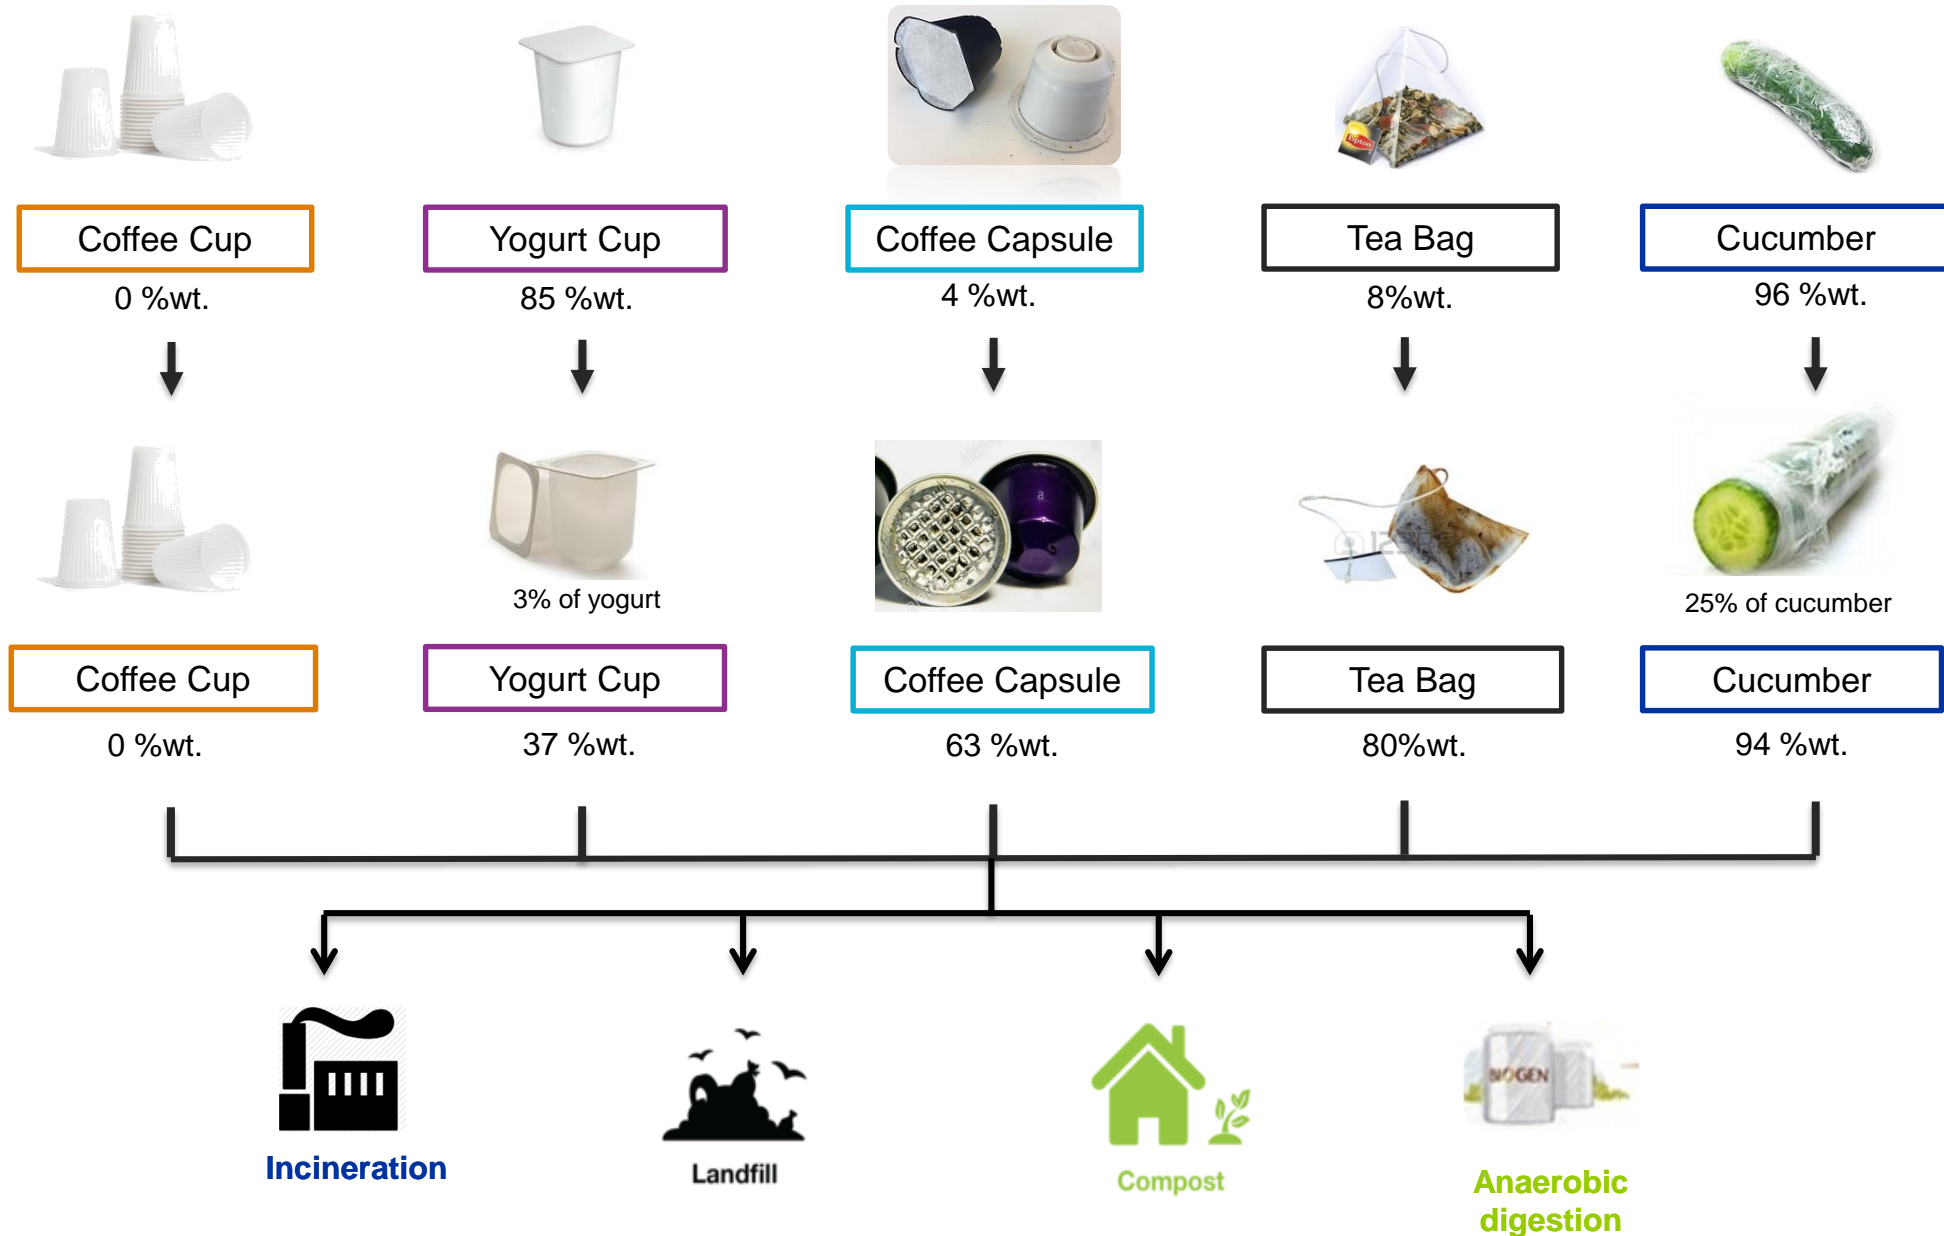 Lipton
Coffee Cup
Yogurt Cup
Coffee Capsule
Tea Bag
Cucumber
0 %wt.
85 %wt.
4 %wt.
8%wt.
96 %wt.
3% of yogurt
25% of cucumber
Coffee Cup
Yogurt Cup
Coffee Capsule
Tea Bag
Cucumber
0 %wt.
37 %wt.
63 %wt.
80%wt.
94 %wt.
BIOGEN
Incineration
Landfill
Compost
Anaerobic
digestion